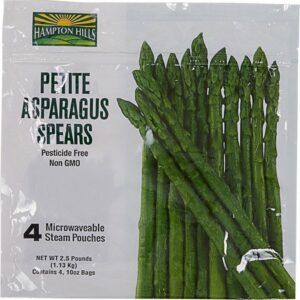 HAMPTON HILLS
PETITE
ASPARAGUS
SPEARS
Pesticide Free
Non GMO
4 Microwaveable
Steam Pouches
NET WT 2.5 Pounds
(1.13 Kg)
Contains 4, 10oz Bags